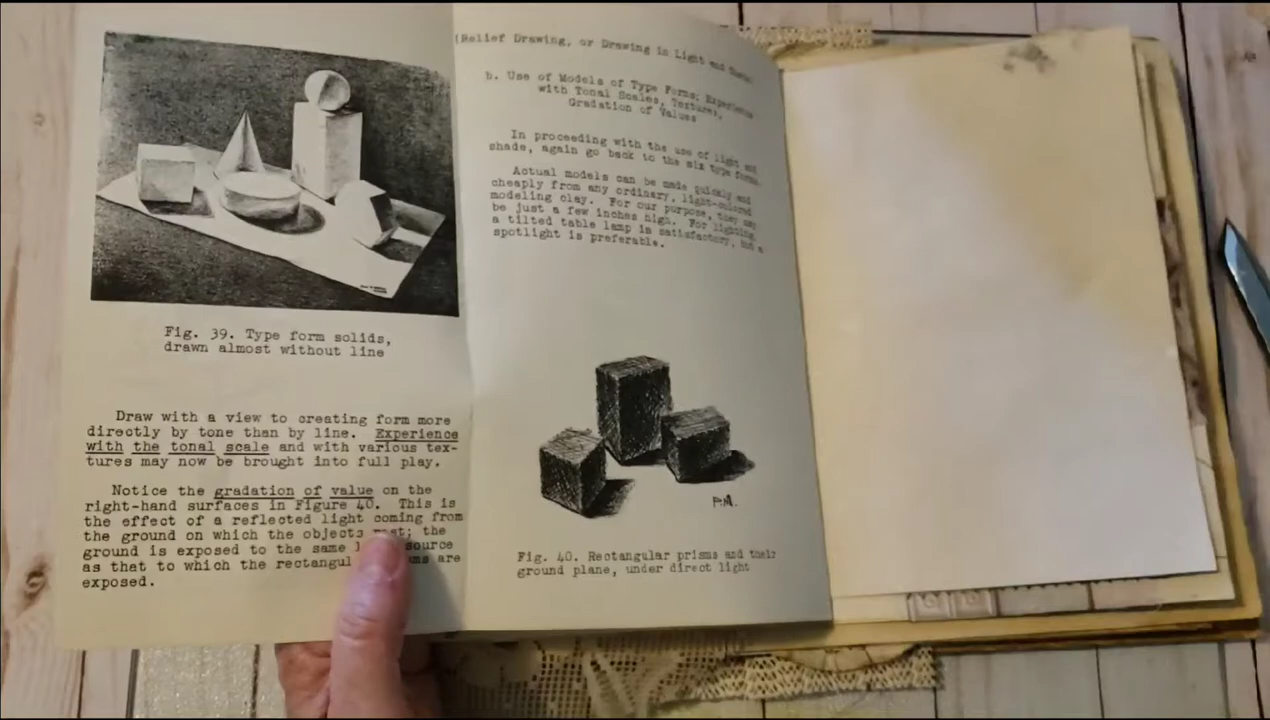 Fig. 39. Type form solids,
drawn almost without line
Draw with a view to creating form more
directly by tone than by line. Experience
with the tonal scale and with various tex-
tures may now be brought into full play.
Notice the gradation of value on the
right-hand surfaces in Figure 40. This is
the effect of a reflected light coming from
the ground on which the objects the
ground is exposed to the same source
as that to which the are
exposed.
(Relief Drawing, or Drawing in Light and Shade)
b. Use of Models of Type Forms; Experience
with Tonal Scales, Textures,
Gradation of Values
In proceeding with the use of light and
shade, again go back to the six type forms.
Actual models can be made quickly and
cheaply from any ordinary, light-colored
modeling clay. For our purpose, they may
be just a few inches high. For lighting,
a tilted table lamp is satisfactory, but a
spotlight is preferable.
P.M.
Fig. 40. Rectangular prisms and their
ground plane, under direct light